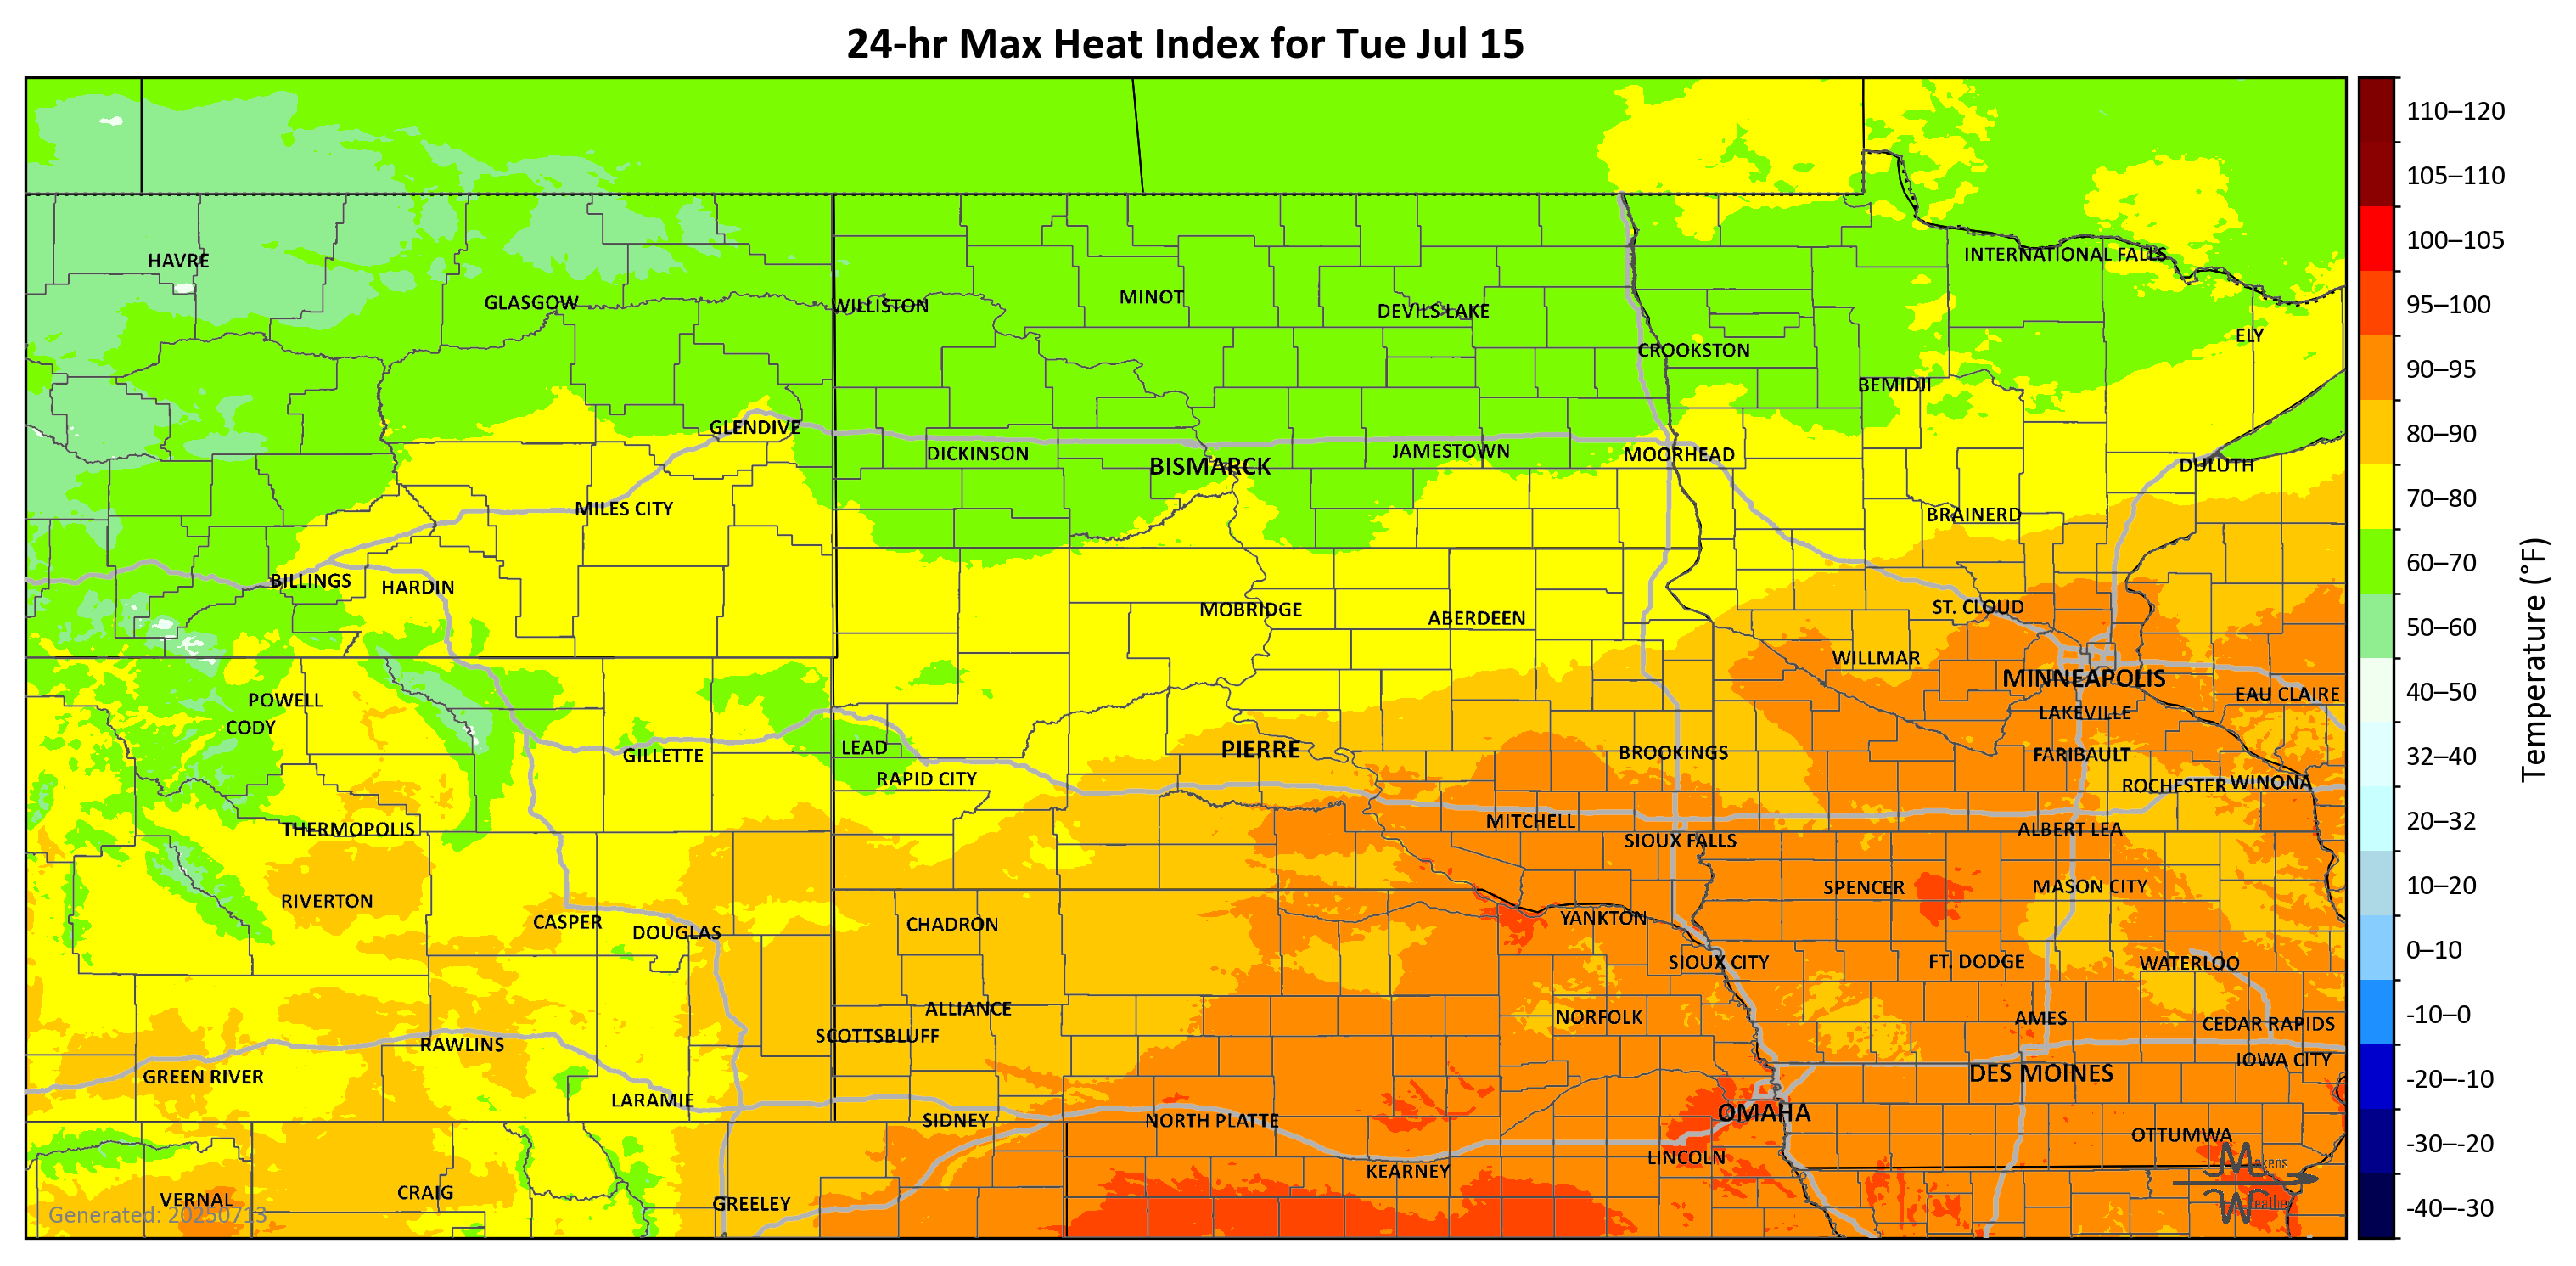 24-hr Max Heat Index for Tue Jul 15
110–120
105–110
HAVRE
100–105
INTERNATIONAL FALLS
GLASGOW
WILLISTON
MINOT
DEVILS LAKE
95–100
ELY
CROOKSTON
BEMIDJI
90–95
GLENDIVE
DICKINSON
BISMARCK
JAMESTOWN
MOORHEAD
DULUTH
80–90
MILES CITY
BRAINERD
70–80
BILLINGS
HARDIN
60–70
MOBRIDGE
ABERDEEN
ST. CLOUD
50–60
WILLMAR
MINNEAPOLIS
POWELL
EAU CLAIRE
40–50
CODY
LAKEVILLE
LEAD
PIERRE
BROOKINGS
FARIBAULT
GILLETTE
32–40
RAPID CITY
ROCHESTER
WINONA
THERMOPOLIS
MITCHELL
ALBERT LEA
20–32
SIOUX FALLS
RIVERTON
SPENCER
MASON CITY
10–20
CASPER
DOUGLAS
CHADRON
YANKTON
SIOUX CITY
FT. DODGE
WATERLOO
0–10
ALLIANCE
NORFOLK
AMES
CEDAR RAPIDS
-10–0
SCOTTSBLUFF
RAWLINS
IOWA CITY
GREEN RIVER
DES MOINES
-20–-10
LARAMIE
SIDNEY
NORTH PLATTE
OMAHA
OTTUMWA
-30–-20
KEARNEY
LINCOLN
Makens
VERNAL
CRAIG
GREELEY
Weather
-40–-30
Generated: 20250713
Temperature (°F)